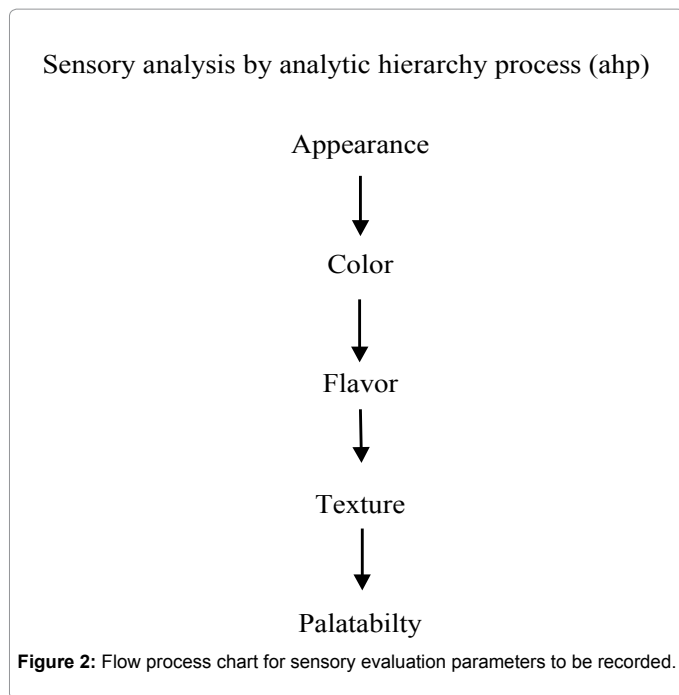 Sensory analysis by analytic hierarchy process (ahp)
Appearance
Color
Flavor
Texture
Palatabilty
Figure 2: Flow process chart for sensory evaluation parameters to be recorded.